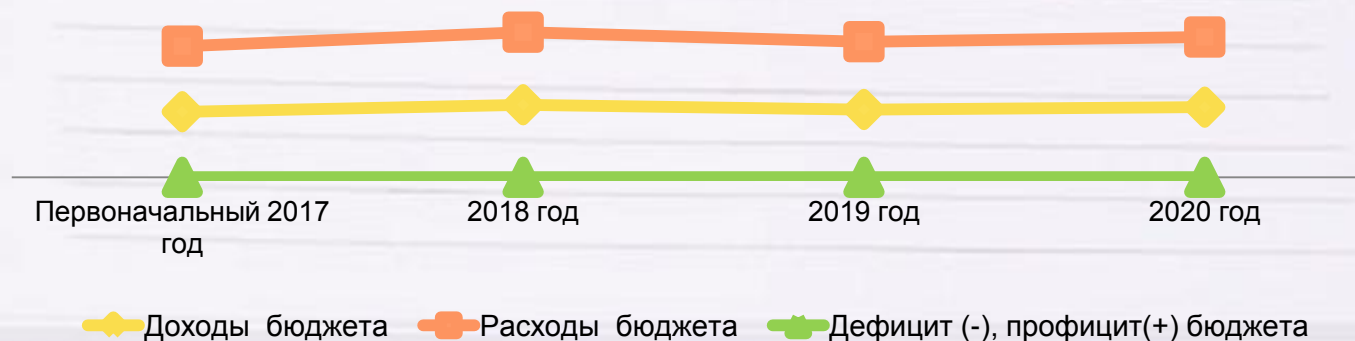 Первоначальный 2017
год
2018 год
2019 год
2020 год
Доходы бюджета
Расходы бюджета
Дефицит (-), профицит(+) бюджета